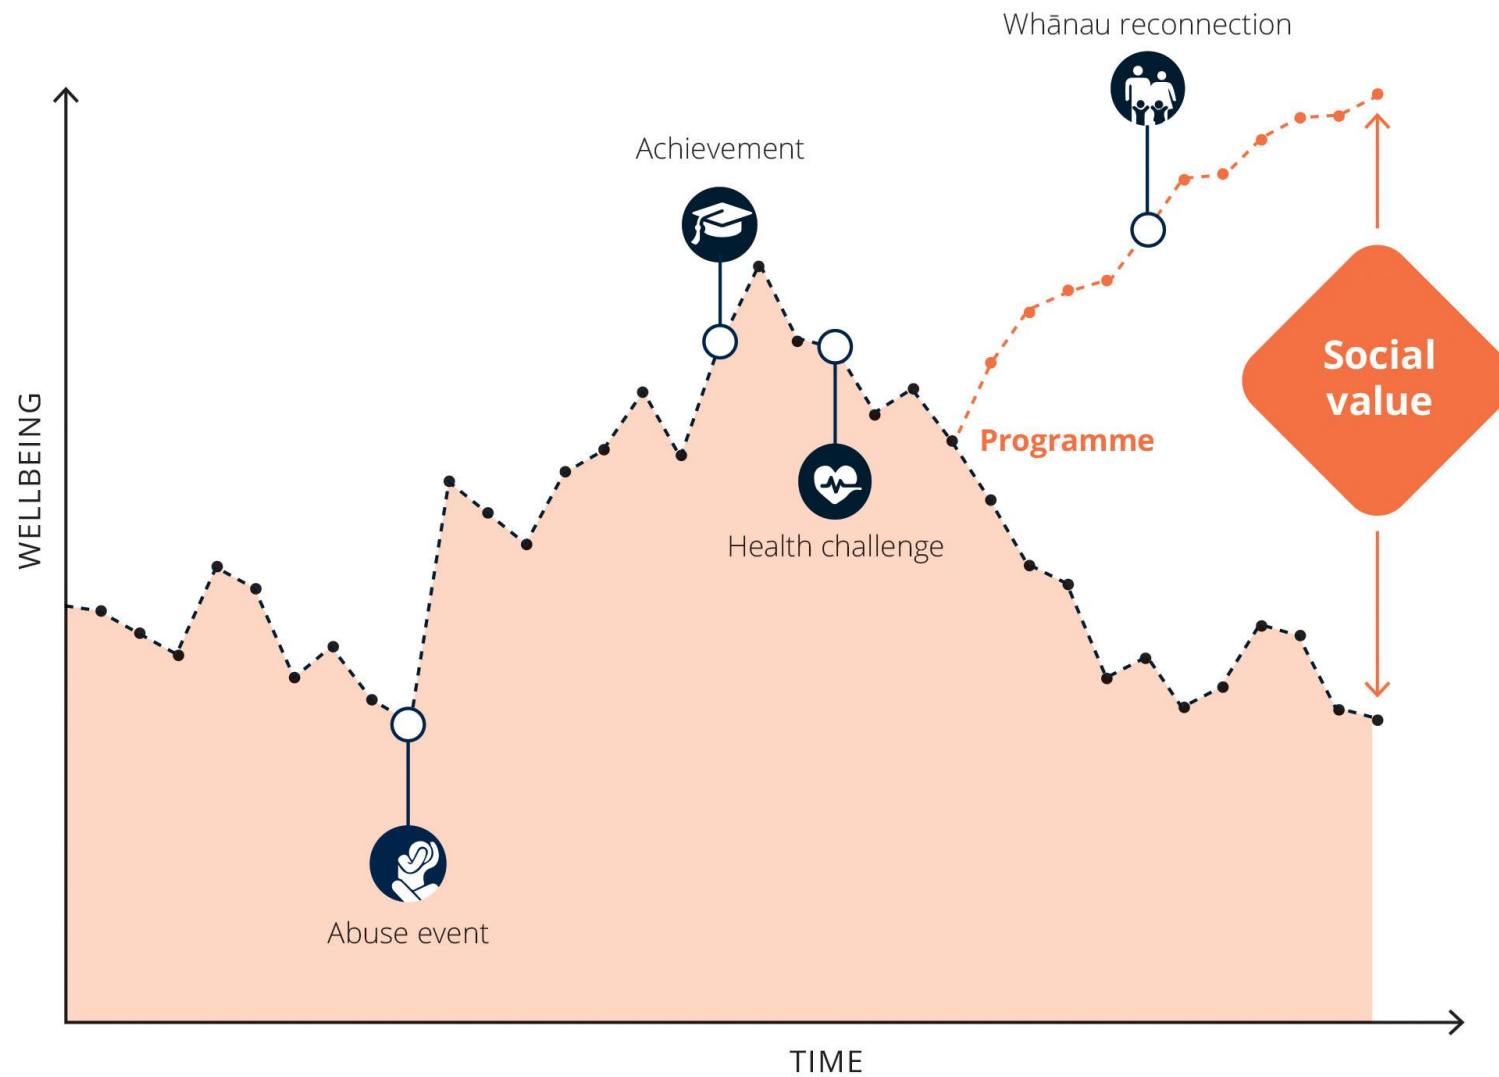 Whānau reconnection
Achievement
Social
value
Programme
WELLBEING
Health challenge
Abuse event
TIME